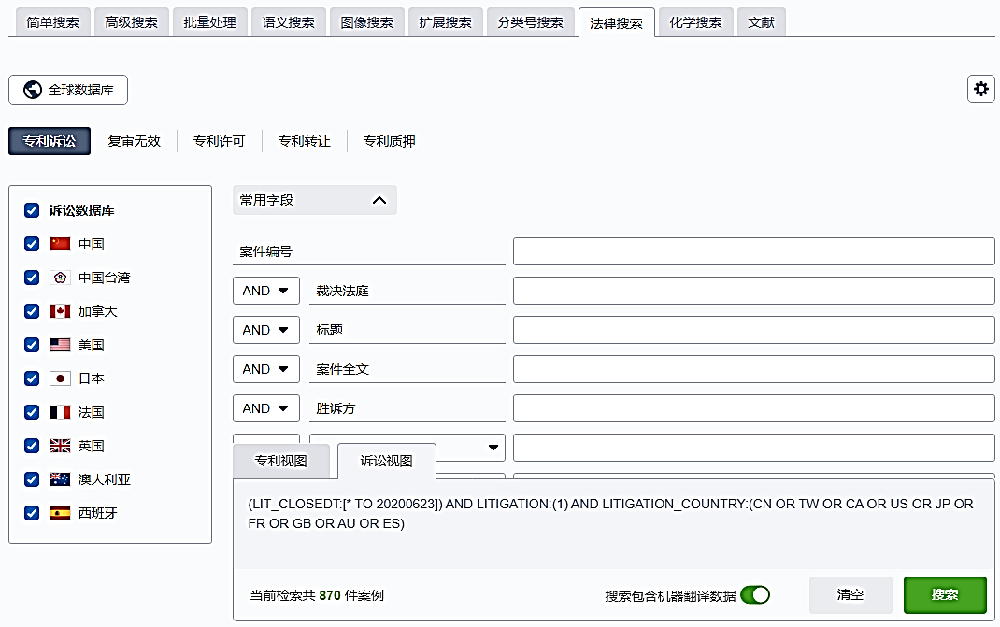 简单搜索 高级搜索 批量处理 语义搜索 图像搜索 扩展搜索 分类号搜索 法律搜索 化学搜索 文献
全球数据库
专利诉讼 复审无效 专利许可 专利转让 专利质押
诉讼数据库
中国
中国台湾
加拿大
美国
日本
法国
英国
澳大利亚
西班牙
常用字段
案件编号
AND 裁决法庭
AND 标题
AND 案件全文
AND 胜诉方
专利视图 诉讼视图
(LIT_CLOSEDT:[* TO 20200623]) AND LITIGATION:(1) AND LITIGATION_COUNTRY:(CN OR TW OR CA OR US OR JP OR
FR OR GB OR AU OR ES)
当前检索共 870 件案例 搜索包含机器翻译数据 清空 搜索